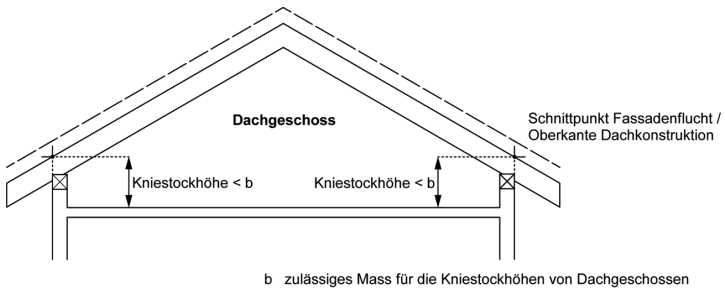 Dachgeschoss
Schnittpunkt Fassadenflucht /
Oberkante Dachkonstruktion
Kniestockhöhe < b
Kniestockhöhe < b
b zulässiges Mass für die Kniestockhöhen von Dachgeschossen